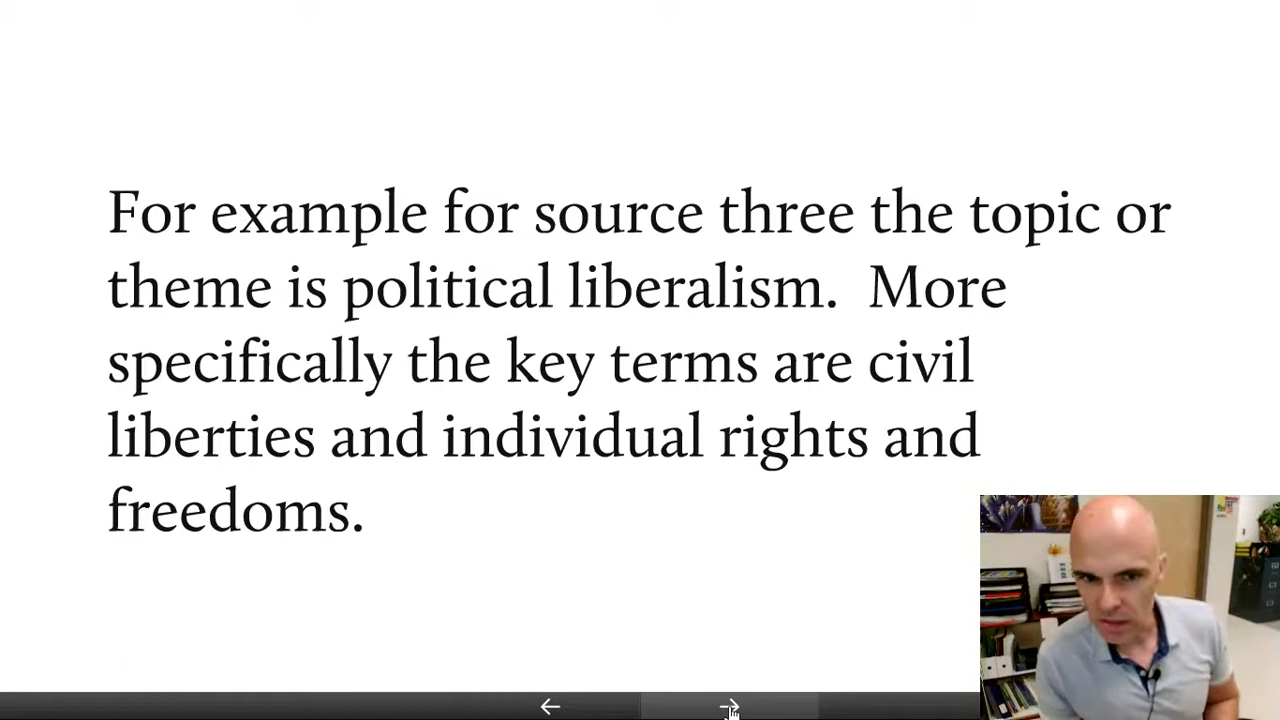 For example for source three the topic or
theme is political liberalism.  More
specifically the key terms are civil
liberties and individual rights and
freedoms.